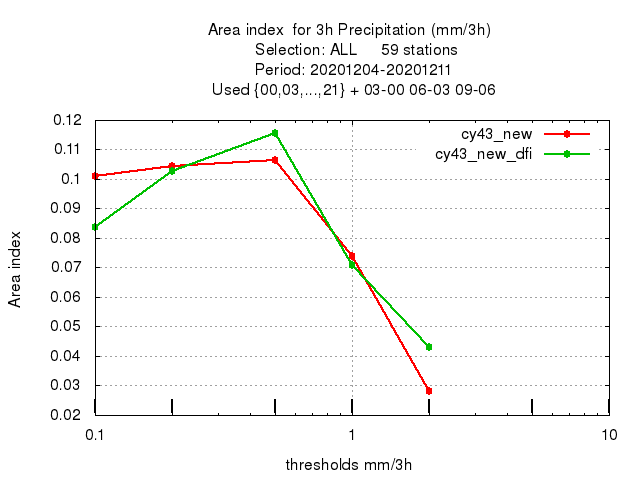 Area index  for 3h Precipitation (mm/3h)
Selection: ALL     59 stations
Period: 20201204-20201211
Used {00,03,...,21} + 03-00 06-03 09-06
cy43_new
cy43_new_dfi
0.12
0.11
0.1
0.09
0.08
0.07
0.06
0.05
0.04
0.03
0.02
Area index
0.1
1
10
thresholds mm/3h